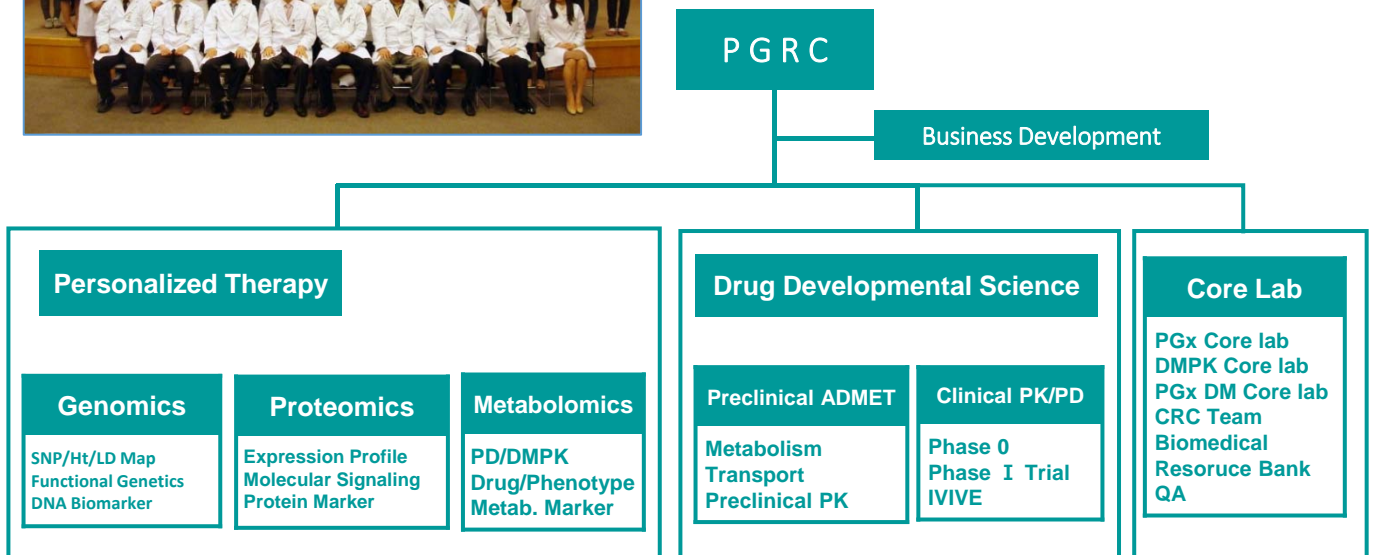 PGRC
Business Development
Personalized Therapy
Genomics
SNP/Ht/LD Map
Functional Genetics
DNA Biomarker
Proteomics
Expression Profile
Molecular Signaling
Protein Marker
Metabolomics
PD/DMPK
Drug/Phenotype
Metab. Marker
Drug Developmental Science
Preclinical ADMET
Metabolism
Transport
Preclinical PK
Clinical PK/PD
Phase 0
Phase Ⅰ Trial
IVIVE
Core Lab
PGx Core lab
DMPK Core lab
PGx DM Core lab
CRC Team
Biomedical
Resoruce Bank
QA